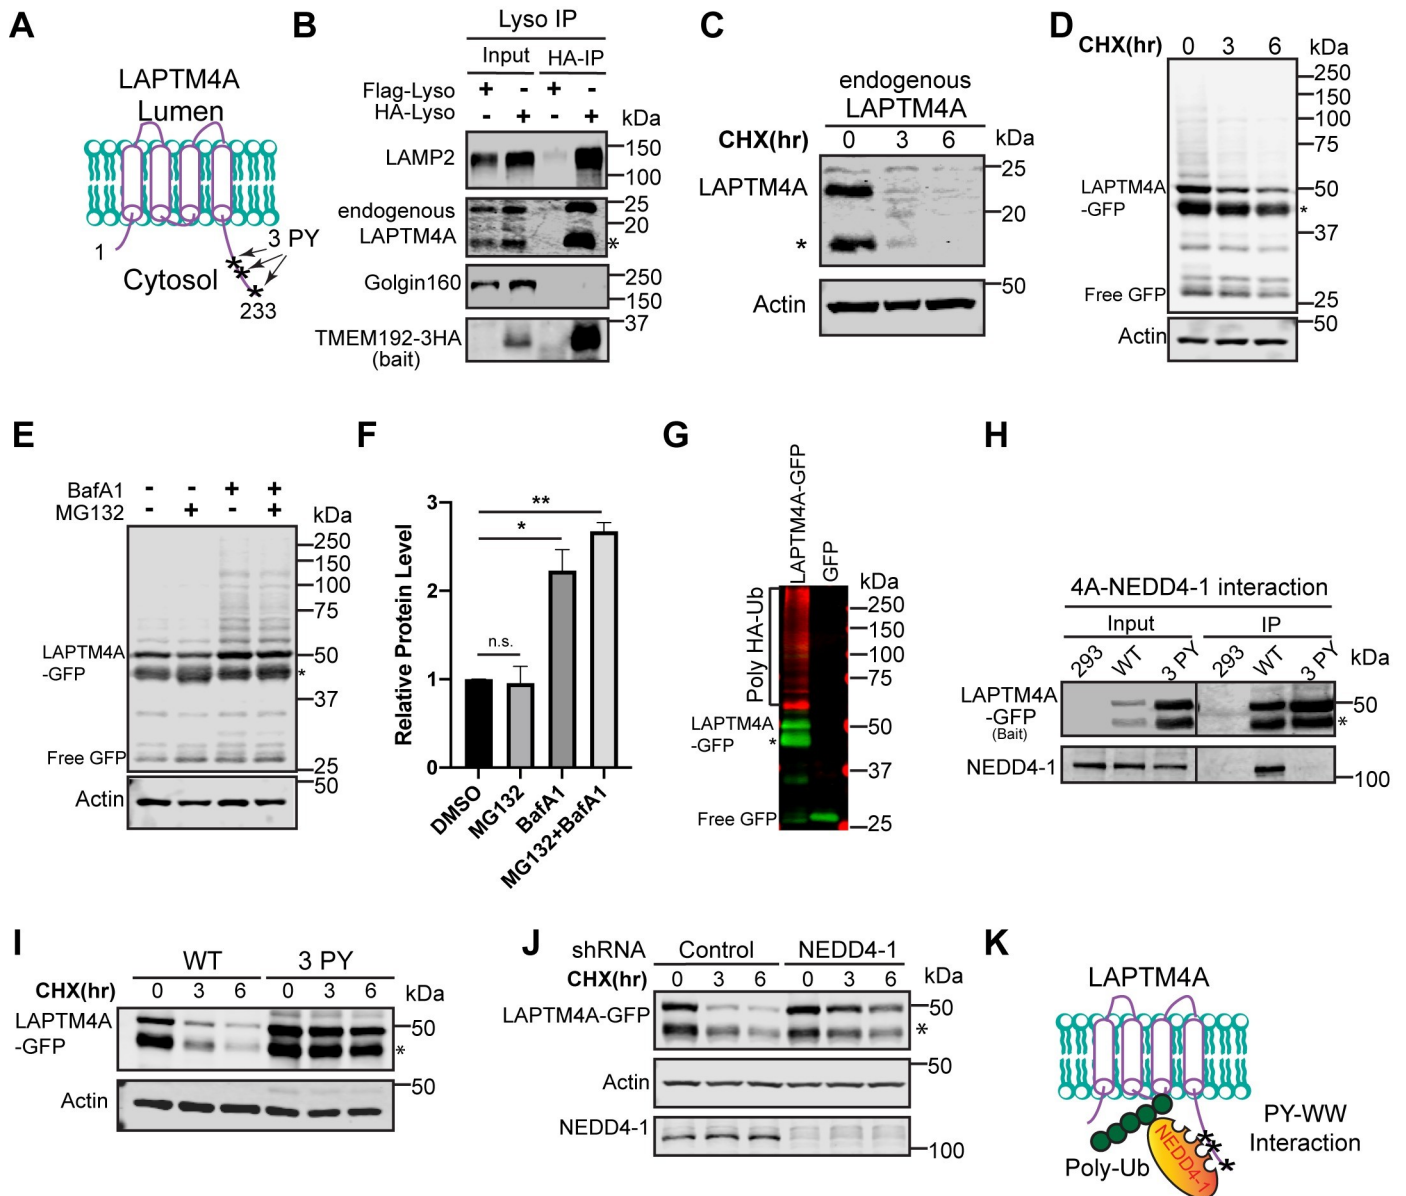 A
LAPTM4A
Lumen
1
3 PY
Cytosol
233
B
Lyso IP
Input HA-IP
Flag-Lyso + - + -
HA-Lyso - + - + kDa
LAMP2 150
100
endogenous 25
LAPTM4A 20
*
Golgin160 250
150
TMEM192-3HA 37
(bait)
C
endogenous
LAPTM4A
CHX(hr) 0 3 6 kDa
25
LAPTM4A
20
*
Actin 50
D
CHX(hr) 0 3 6 kDa
250
150
100
75
LAPTM4A 50
-GFP *
37
Free GFP 25
50
Actin
E
BafA1 - - + +
MG132 - + - + kDa
250
150
100
75
LAPTM4A 50
-GFP *
37
Free GFP 25
50
Actin
F
Relative Protein Level
3
2
1
0
**
*
n.s.
DMSO
MG132
BafA1
MG132+BafA1
G
LAPTM4A-GFP
GFP
kDa
Poly HA-Ub
250
150
100
75
LAPTM4A 50
-GFP *
37
Free GFP 25
H
4A-NEDD4-1 interaction
Input IP
293 WT 3 PY 293 WT 3 PY kDa
LAPTM4A 50
-GFP *
(Bait)
NEDD4-1 100
I
WT 3 PY
CHX(hr) 0 3 6 0 3 6 kDa
LAPTM4A 50
-GFP *
50
Actin
J
shRNA Control NEDD4-1
CHX(hr) 0 3 6 0 3 6 kDa
LAPTM4A-GFP 50
*
50
Actin
NEDD4-1
100
K
LAPTM4A
PY-WW
Interaction
Poly-Ub
NEDD4-1